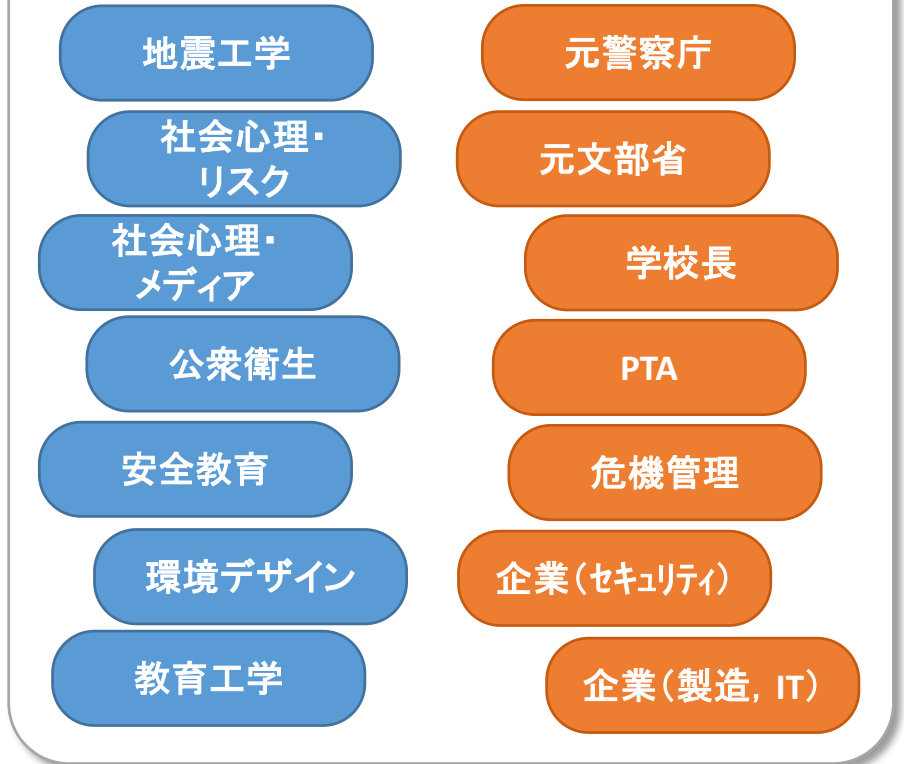 地震工学
社会心理・
リスク
社会心理・
メディア
公衆衛生
安全教育
環境デザイン
教育工学
元警察庁
元文部省
学校長
PTA
危機管理
企業（セキュリティ）
企業（製造，IT）